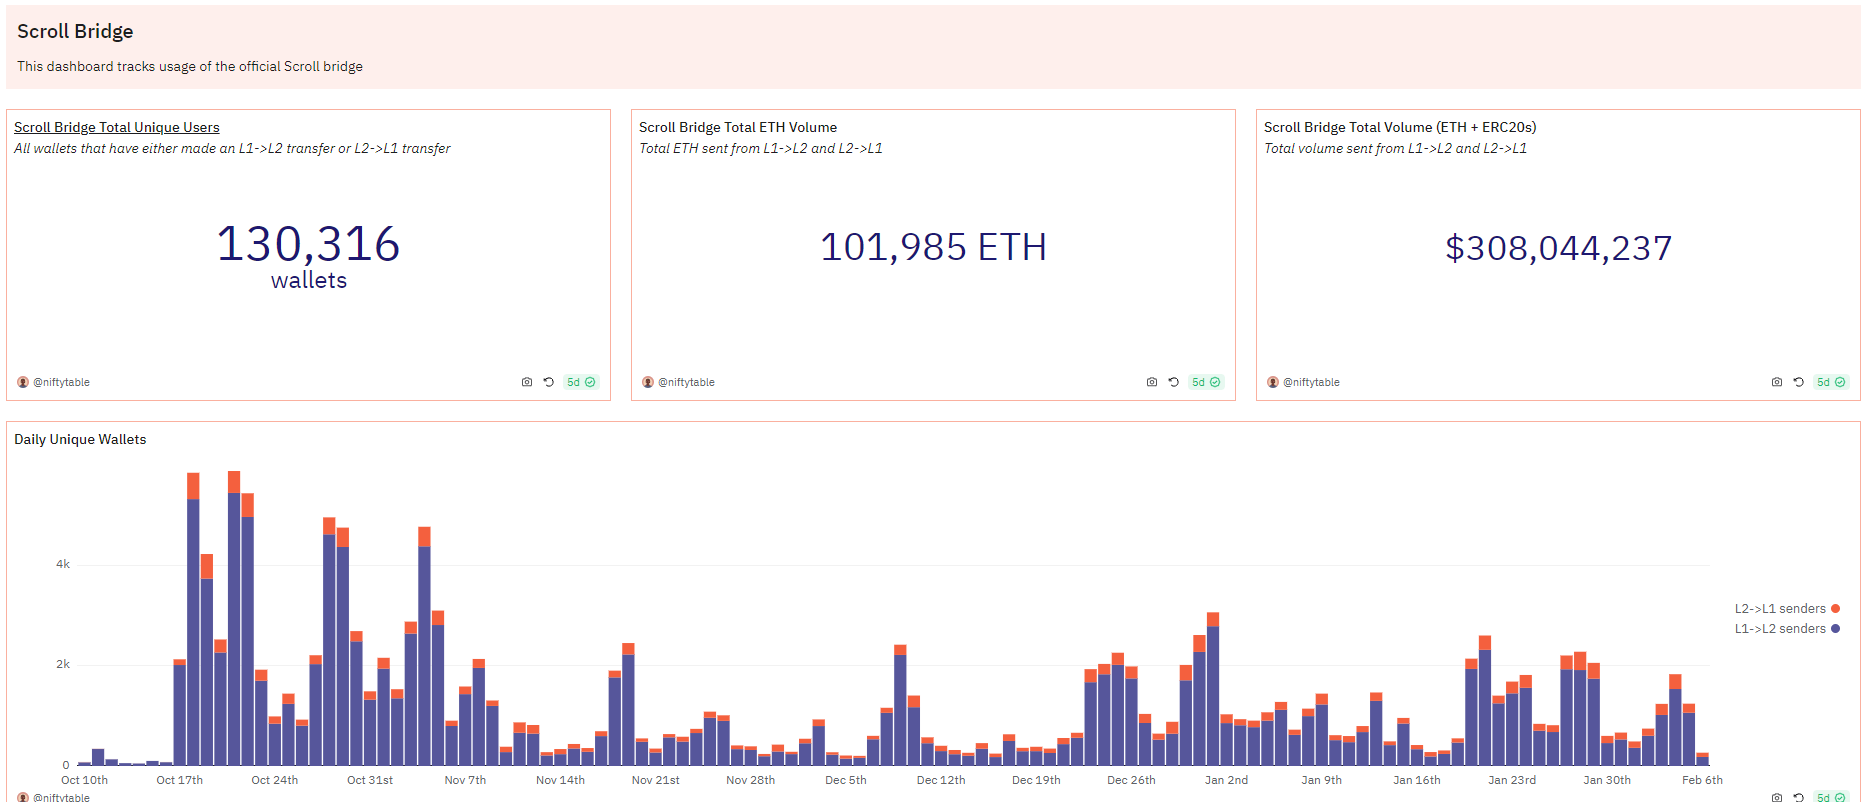 Scroll Bridge
This dashboard tracks usage of the official Scroll bridge
Scroll Bridge Total Unique Users
All wallets that have either made an L1->L2 transfer or L2->L1 transfer
130,316
wallets
@niftytable
5d
Scroll Bridge Total ETH Volume
Total ETH sent from L1->L2 and L2->L1
101,985 ETH
@niftytable
5d
Scroll Bridge Total Volume (ETH + ERC20s)
Total volume sent from L1->L2 and L2->L1
$308,044,237
@niftytable
5d
Daily Unique Wallets
4k
2k
0
Oct 10th Oct 17th Oct 24th Oct 31st Nov 7th Nov 14th Nov 21st Nov 28th Dec 5th Dec 12th Dec 19th Dec 26th Jan 2nd Jan 9th Jan 16th Jan 23rd Jan 30th Feb 6th
L2->L1 senders
L1->L2 senders
@niftytable
5d